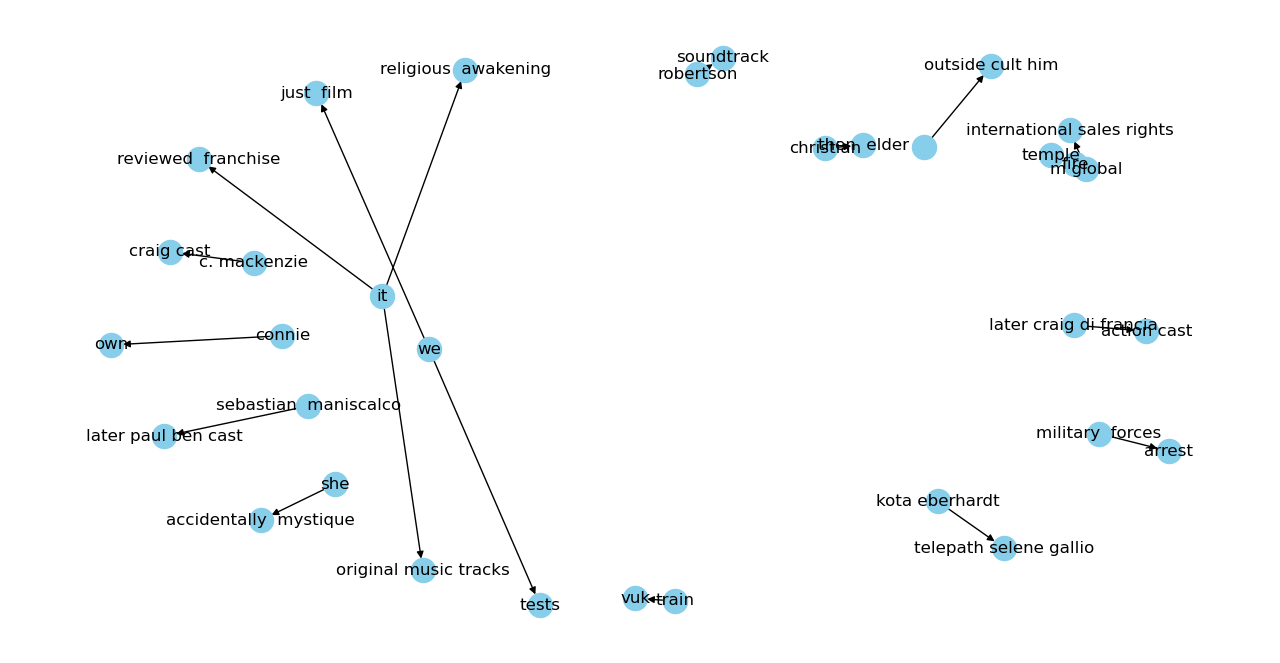 soundtrack
robertson
religious  awakening
just  film
outside cult him
international sales rights
christian
then  elder
temple
fire
m global
reviewed  franchise
craig cast
c. mackenzie
it
we
own
connie
later craig di francia
action cast
sebastian  maniscalco
later paul ben cast
military  forces
arrest
she
accidentally  mystique
kota eberhardt
telepath selene gallio
original music tracks
tests
vuk
train